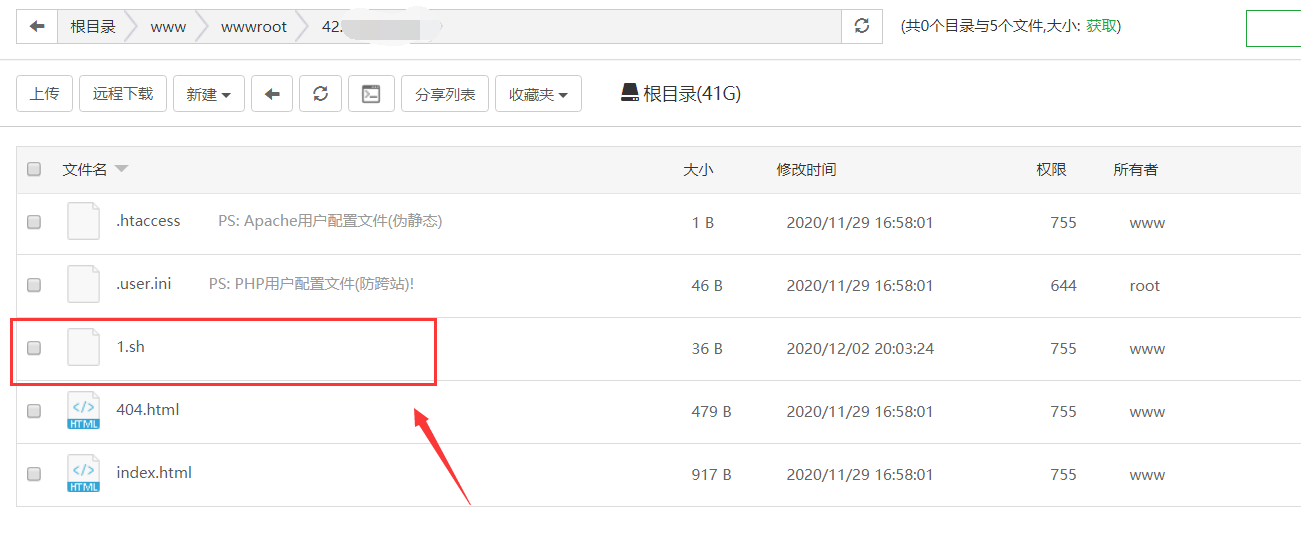 根目录 www wwwroot 42. (共0个目录与5个文件,大小: 获取)
上传 远程下载 新建 分享列表 收藏夹 根目录(41G)
文件名 大小 修改时间 权限 所有者
.htaccess PS: Apache用户配置文件(伪静态) 1 B 2020/11/29 16:58:01 755 www
.user.ini PS: PHP用户配置文件(防跨站)! 46 B 2020/11/29 16:58:01 644 root
1.sh 36 B 2020/12/02 20:03:24 755 www
</> HTML 404.html 479 B 2020/11/29 16:58:01 755 www
</> HTML index.html 917 B 2020/11/29 16:58:01 755 www